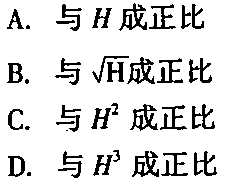 A. 与 H 成正比
B. 与 √H成正比
C. 与 H² 成正比
D. 与 H³ 成正比